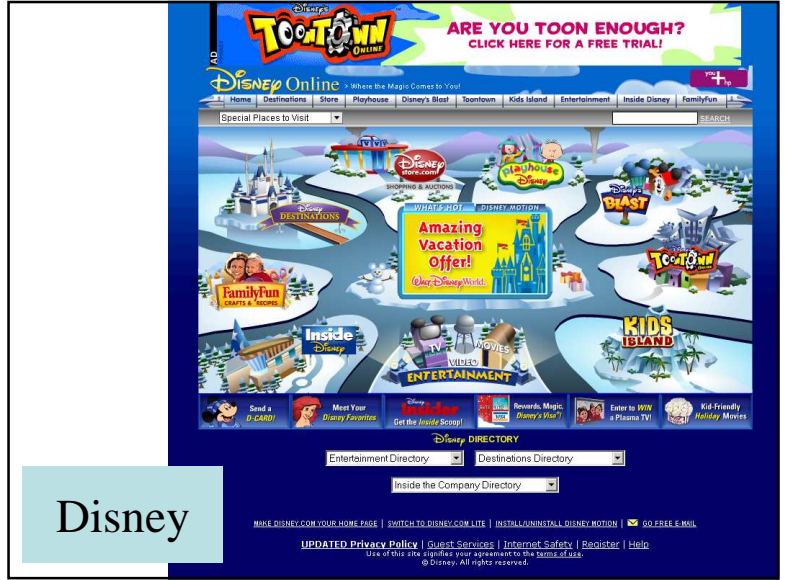 Disney's
TOONTOWN
ONLINE
ARE YOU TOON ENOUGH?
CLICK HERE FOR A FREE TRIAL!
AD
Disney Online > Where the Magic Comes to You!
you + hp
Home Destinations Store Playhouse Disney's Blast Toontown Kids Island Entertainment Inside Disney FamilyFun
Special Places to Visit SEARCH
Disney
store.com
SHOPPING & AUCTIONS
playhouse
Disney
Disney
DESTINATIONS
Disney's
BLAST
WHAT'S HOT DISNEY MOTION
Amazing
Vacation
Offer!
Walt Disney World.
TOONTOWN
ONLINE
FamilyFun
CRAFTS & RECIPES
Inside
Disney
KIDS
ISLAND
TV
VIDEO
MOVIES
ENTERTAINMENT
Send a
D-CARD!
Meet Your
Disney Favorites
Disney
Insider
Get the Inside Scoop!
Rewards, Magic,
Disney's Visa®!
Enter to WIN
a Plasma TV!
Kid-Friendly
Holiday Movies
Disney DIRECTORY
Entertainment Directory Destinations Directory
Inside the Company Directory
Disney
MAKE DISNEY.COM YOUR HOME PAGE | SWITCH TO DISNEY.COM LITE | INSTALL/UNINSTALL DISNEY MOTION | GO FREE E-MAIL
UPDATED Privacy Policy | Guest Services | Internet Safety | Register | Help
Use of this site signifies your agreement to the terms of use.
© Disney. All rights reserved.